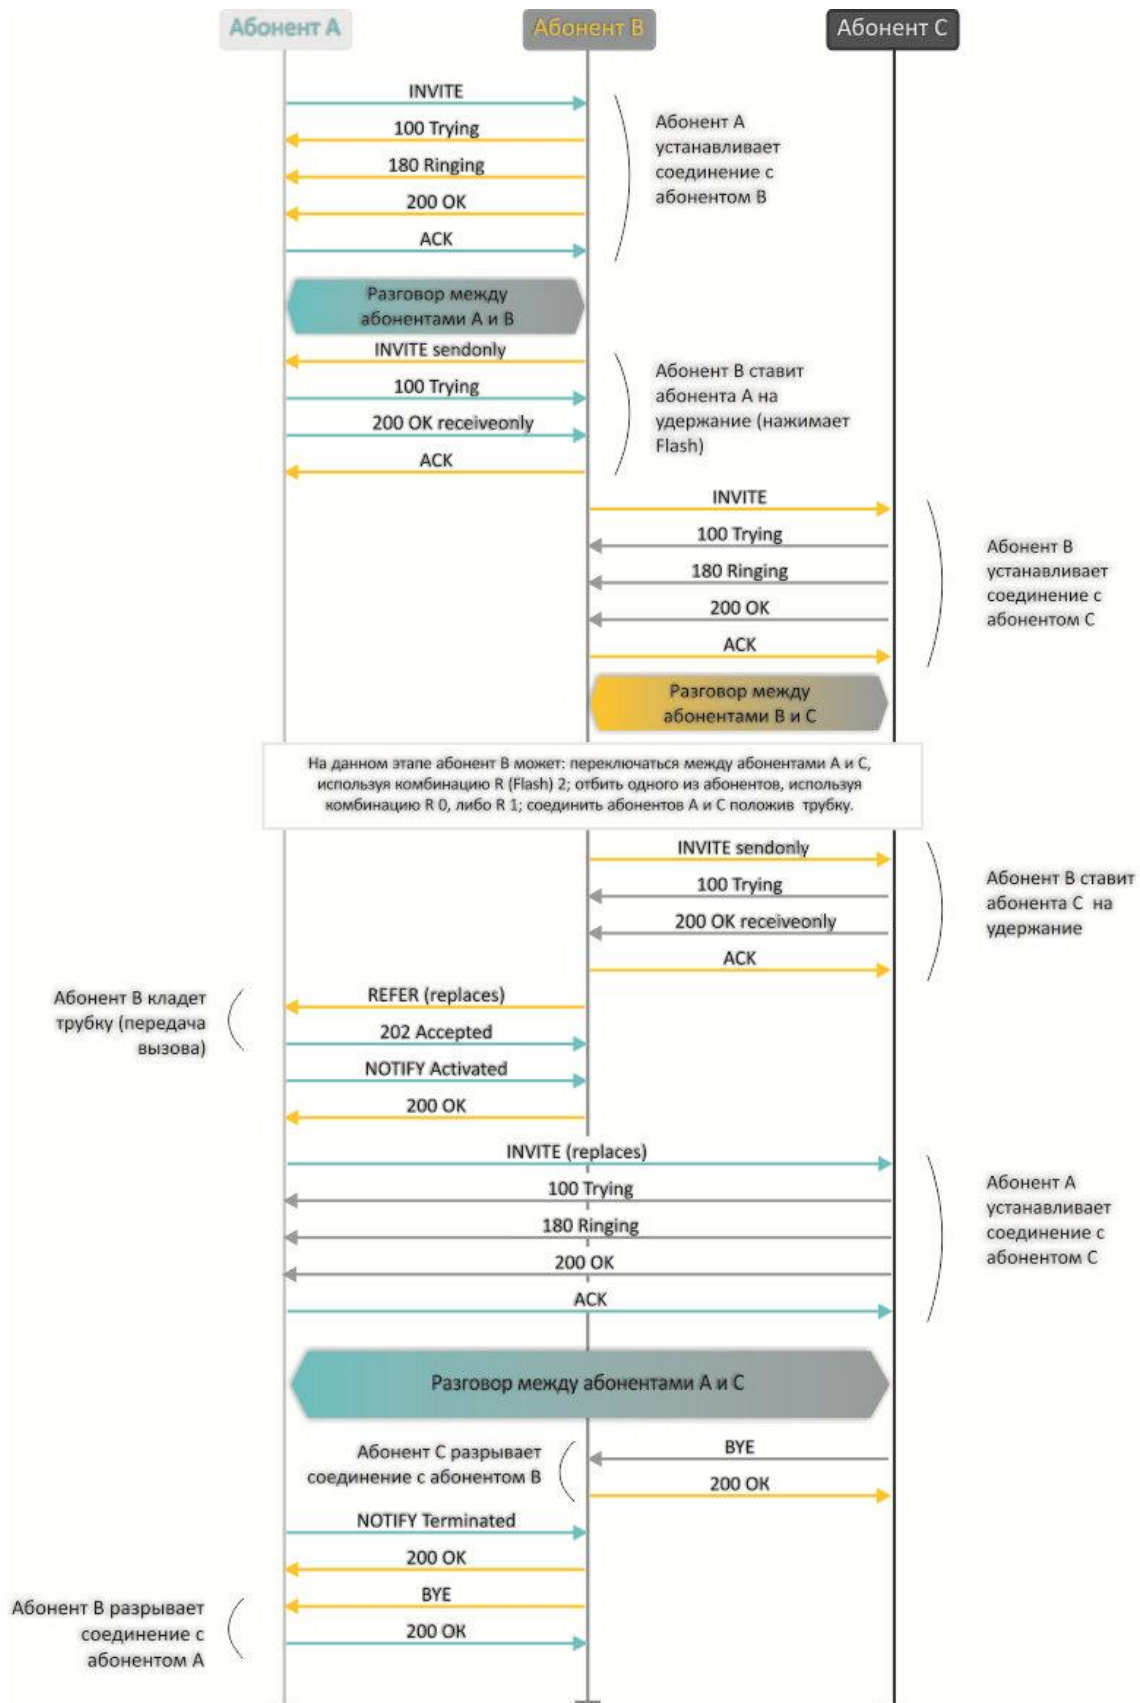 Абонент А
Абонент В
Абонент С
INVITE
100 Trying
180 Ringing
200 OK
ACK
Абонент А
устанавливает
соединение с
абонентом В
Разговор между
абонентами А и В
INVITE sendonly
100 Trying
200 OK receiveonly
ACK
Абонент В ставит
абонента А на
удержание (нажимает
Flash)
INVITE
100 Trying
180 Ringing
200 OK
ACK
Абонент В
устанавливает
соединение с
абонентом С
Разговор между
абонентами В и С
На данном этапе абонент В может: переключаться между абонентами А и С,
используя комбинацию R (Flash) 2; отбить одного из абонентов, используя
комбинацию R 0, либо R 1; соединить абонентов А и С положив трубку.
INVITE sendonly
100 Trying
200 OK receiveonly
ACK
Абонент В ставит
абонента С на
удержание
Абонент В кладет
трубку (передача
вызова)
REFER (replaces)
202 Accepted
NOTIFY Activated
200 OK
INVITE (replaces)
100 Trying
180 Ringing
200 OK
ACK
Абонент А
устанавливает
соединение с
абонентом С
Разговор между абонентами А и С
Абонент С разрывает
соединение с абонентом В
BYE
200 OK
NOTIFY Terminated
200 OK
BYE
200 OK
Абонент В разрывает
соединение с
абонентом А